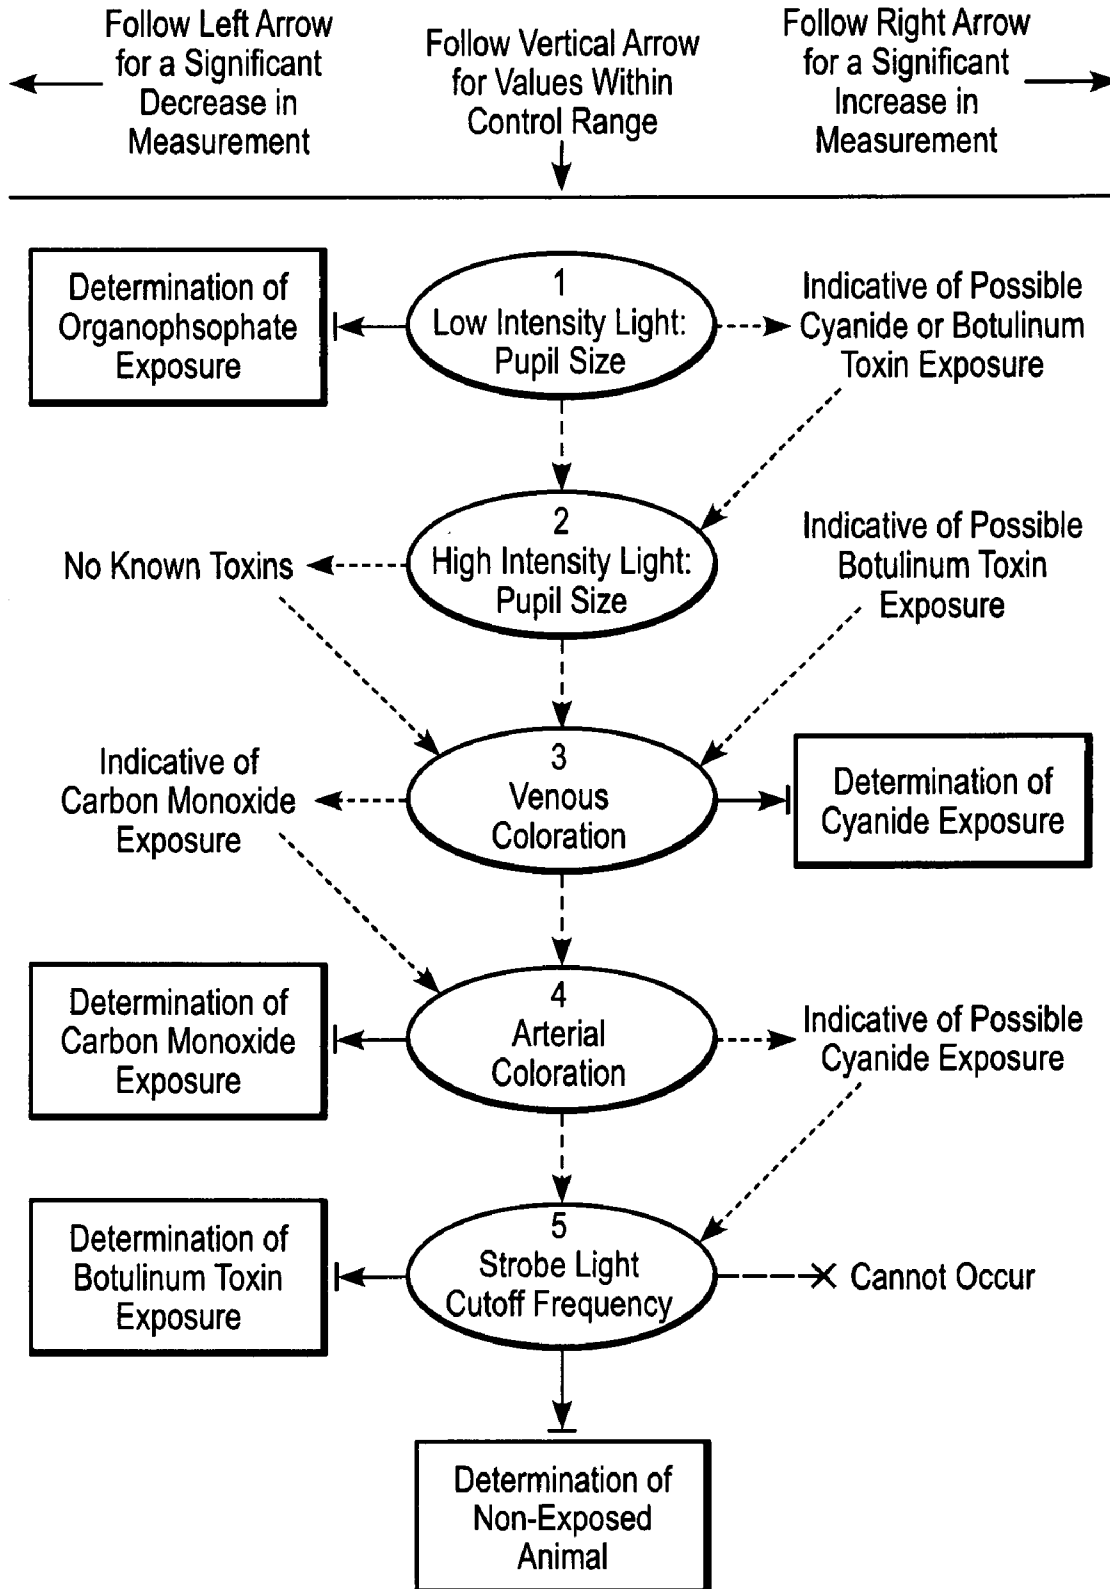 Follow Left Arrow
for a Significant
Decrease in
Measurement
Follow Vertical Arrow
for Values Within
Control Range
Follow Right Arrow
for a Significant
Increase in
Measurement
Determination of
Organophsophate
Exposure
1
Low Intensity Light:
Pupil Size
Indicative of Possible
Cyanide or Botulinum
Toxin Exposure
No Known Toxins
2
High Intensity Light:
Pupil Size
Indicative of Possible
Botulinum Toxin
Exposure
Indicative of
Carbon Monoxide
Exposure
3
Venous
Coloration
Determination of
Cyanide Exposure
Determination of
Carbon Monoxide
Exposure
4
Arterial
Coloration
Indicative of Possible
Cyanide Exposure
Determination of
Botulinum Toxin
Exposure
5
Strobe Light
Cutoff Frequency
Cannot Occur
Determination of
Non-Exposed
Animal